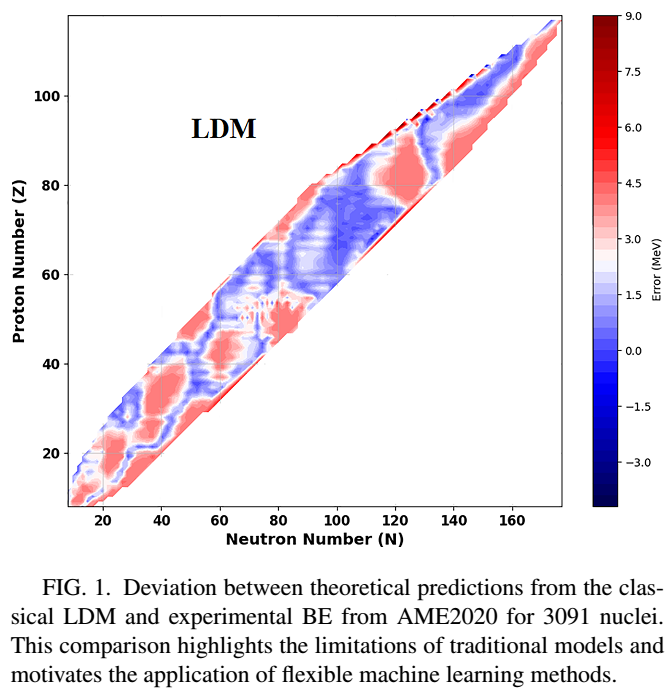 LDM
100
80
60
40
20
Proton Number (Z)
20 40 60 80 100 120 140 160
Neutron Number (N)
9.0
7.5
6.0
4.5
3.0
1.5
0.0
−1.5
−3.0
Error (MeV)
FIG. 1. Deviation between theoretical predictions from the clas-
sical LDM and experimental BE from AME2020 for 3091 nuclei.
This comparison highlights the limitations of traditional models and
motivates the application of flexible machine learning methods.